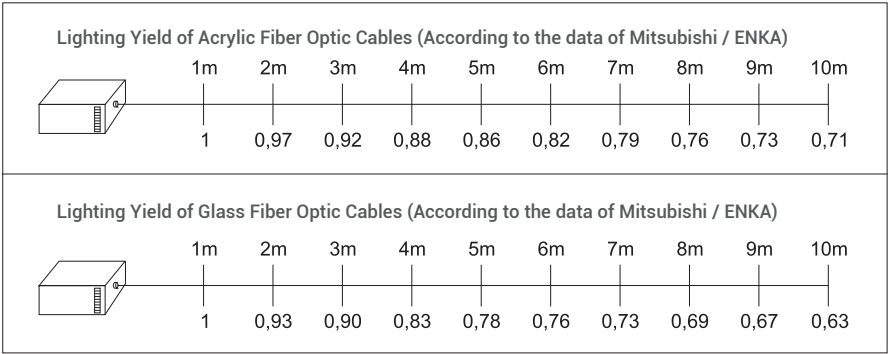 Lighting Yield of Acrylic Fiber Optic Cables (According to the data of Mitsubishi / ENKA)
1m 2m 3m 4m 5m 6m 7m 8m 9m 10m
1 0,97 0,92 0,88 0,86 0,82 0,79 0,76 0,73 0,71
Lighting Yield of Glass Fiber Optic Cables (According to the data of Mitsubishi / ENKA)
1m 2m 3m 4m 5m 6m 7m 8m 9m 10m
1 0,93 0,90 0,83 0,78 0,76 0,73 0,69 0,67 0,63